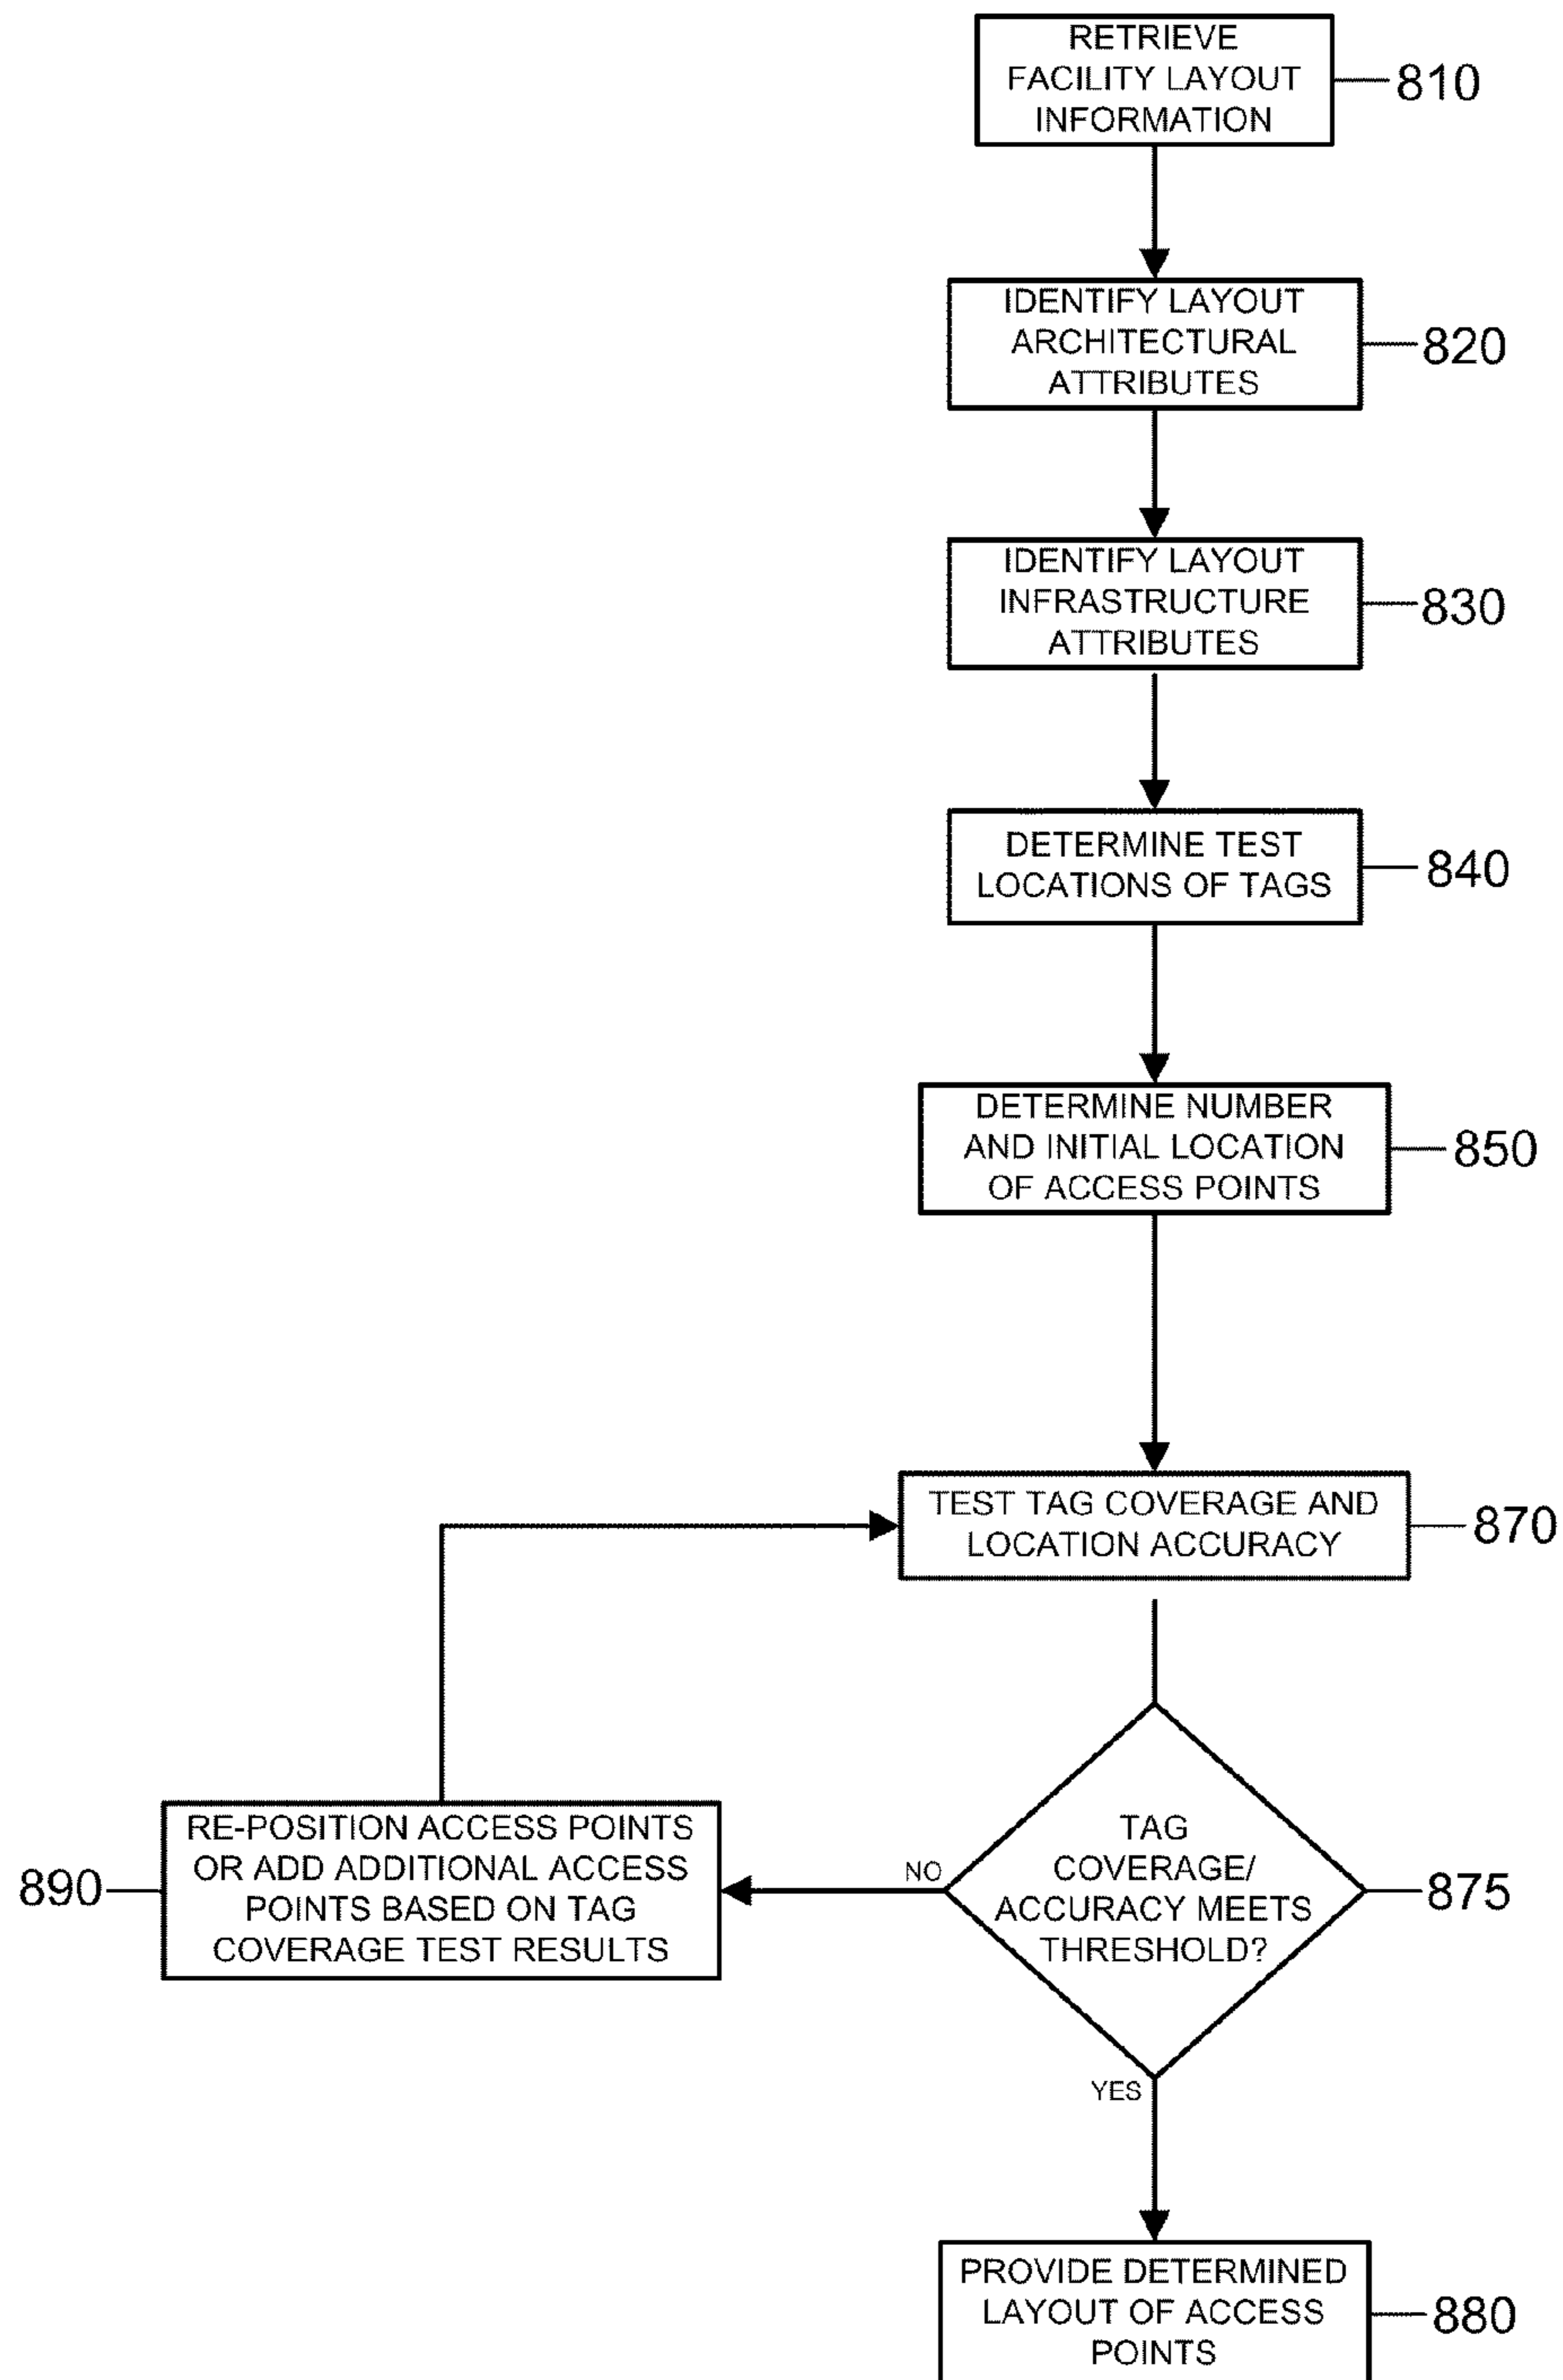 RETRIEVE
FACILITY LAYOUT
INFORMATION
810
IDENTIFY LAYOUT
ARCHITECTURAL
ATTRIBUTES
820
IDENTIFY LAYOUT
INFRASTRUCTURE
ATTRIBUTES
830
DETERMINE TEST
LOCATIONS OF TAGS
840
DETERMINE NUMBER
AND INITIAL LOCATION
OF ACCESS POINTS
850
TEST TAG COVERAGE AND
LOCATION ACCURACY
870
TAG
COVERAGE/
ACCURACY MEETS
THRESHOLD?
875
NO
RE-POSITION ACCESS POINTS
OR ADD ADDITIONAL ACCESS
POINTS BASED ON TAG
COVERAGE TEST RESULTS
890
YES
PROVIDE DETERMINED
LAYOUT OF ACCESS
POINTS
880